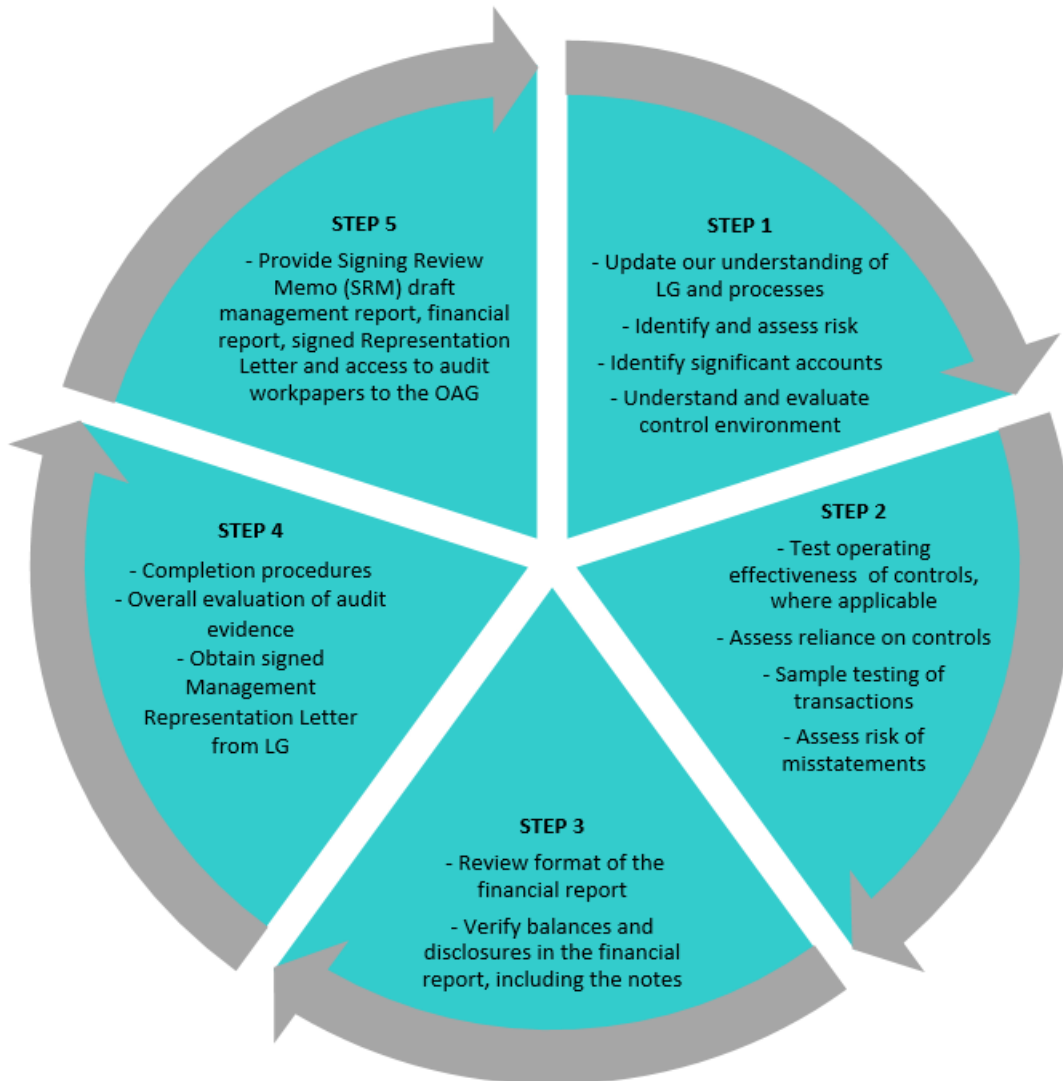 STEP 1
- Update our understanding of
LG and processes
- Identify and assess risk
- Identify significant accounts
- Understand and evaluate
control environment
STEP 2
- Test operating
effectiveness of controls,
where applicable
- Assess reliance on controls
- Sample testing of
transactions
- Assess risk of
misstatements
STEP 3
- Review format of the
financial report
- Verify balances and
disclosures in the financial
report, including the notes
STEP 4
- Completion procedures
- Overall evaluation of audit
evidence
- Obtain signed
Management
Representation Letter
from LG
STEP 5
- Provide Signing Review
Memo (SRM) draft
management report, financial
report, signed Representation
Letter and access to audit
workpapers to the OAG